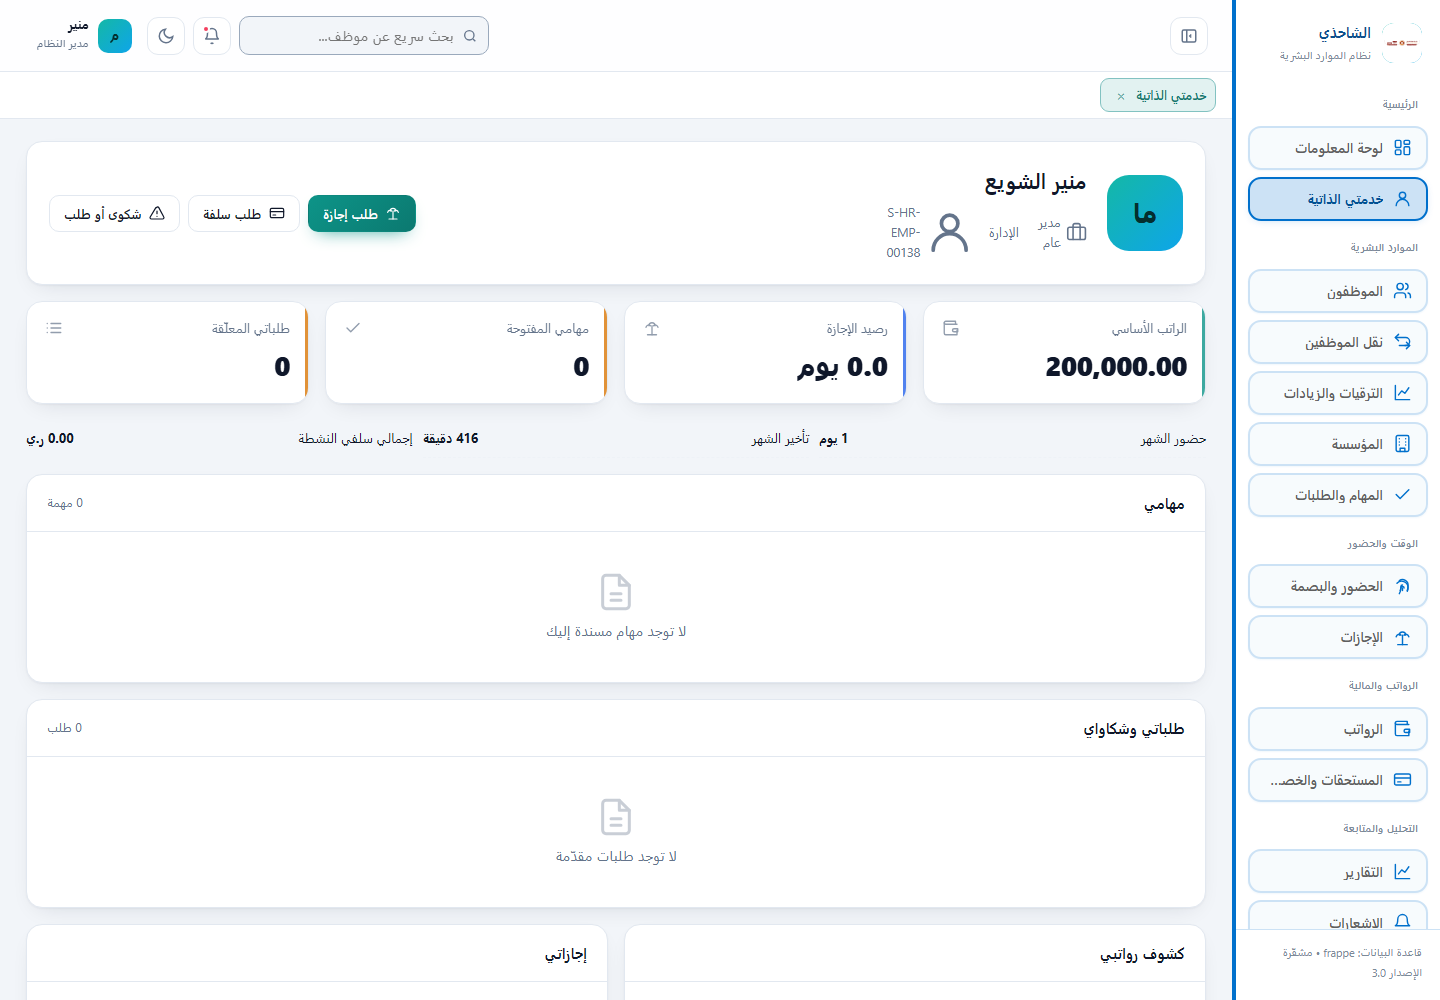 الشاحذي
نظام الموارد البشرية
الرئيسية
لوحة المعلومات
خدمتي الذاتية
الموارد البشرية
الموظفون
نقل الموظفين
الترقيات والزيادات
المؤسسة
المهام والطلبات
الوقت والحضور
الحضور والبصمة
الإجازات
الرواتب والمالية
الرواتب
المستحقات والخصـ...
التحليل والمتابعة
التقارير
الإشعارات
قاعدة البيانات: frappe • مشفّرة
الإصدار 3.0
بحث سريع عن موظف...
م
منير
مدير النظام
خدمتي الذاتية ×
ما
منير الشويع
مدير عام
الإدارة
S-HR-EMP-00138
طلب إجازة
طلب سلفة
شكوى أو طلب
الراتب الأساسي
200,000.00
رصيد الإجازة
0.0 يوم
مهامي المفتوحة
0
طلباتي المعلّقة
0
حضور الشهر
1 يوم
تأخير الشهر
416 دقيقة
إجمالي سلفي النشطة
0.00 ر.ي
مهامي
0 مهمة
لا توجد مهام مسندة إليك
طلباتي وشكاواي
0 طلب
لا توجد طلبات مقدّمة
كشوف رواتبي
إجازاتي